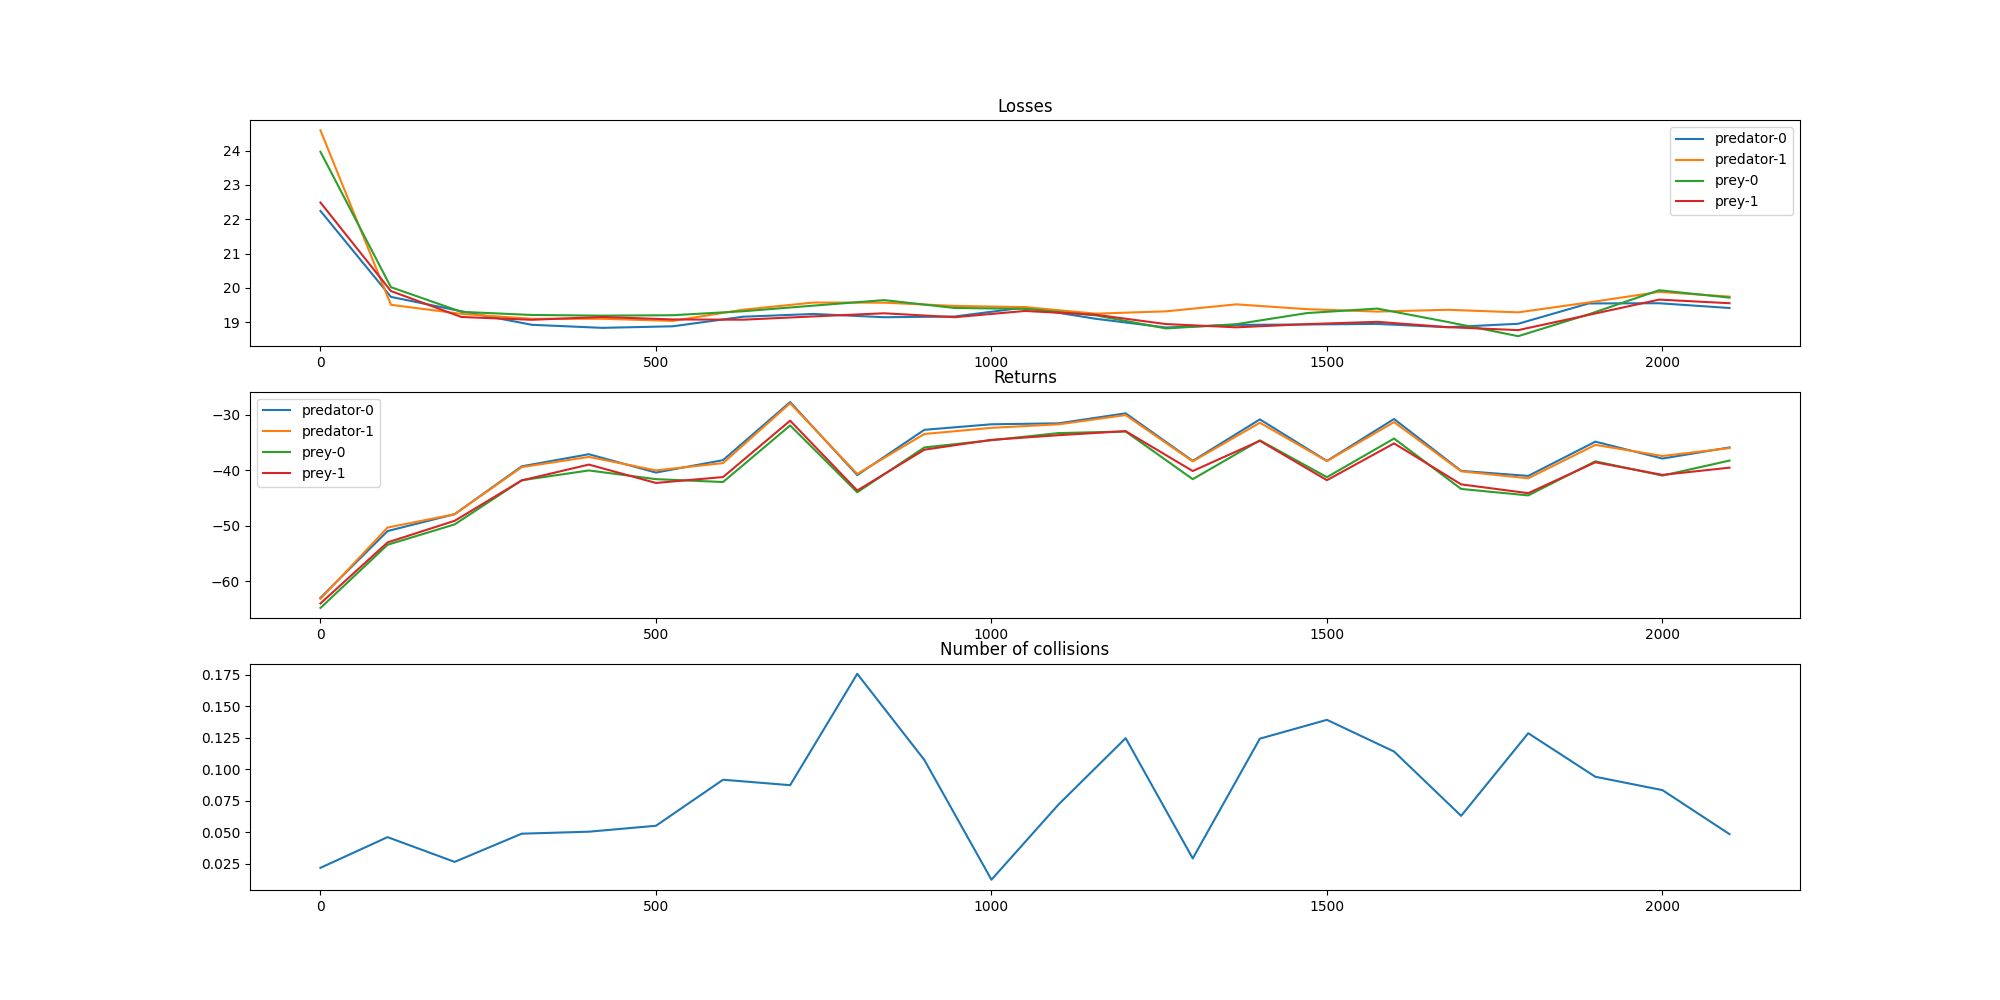 Losses
24
23
22
21
20
19
predator-0
predator-1
prey-0
prey-1
0 500 1000 1500 2000
Returns
−30
−40
−50
−60
predator-0
predator-1
prey-0
prey-1
0 500 1000 1500 2000
Number of collisions
0.175
0.150
0.125
0.100
0.075
0.050
0.025
0 500 1000 1500 2000